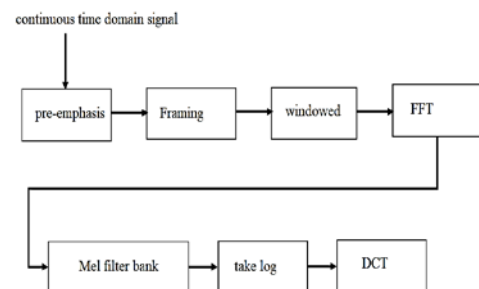 continuous time domain signal
pre-emphasis
Framing
windowed
FFT
Mel filter bank
take log
DCT